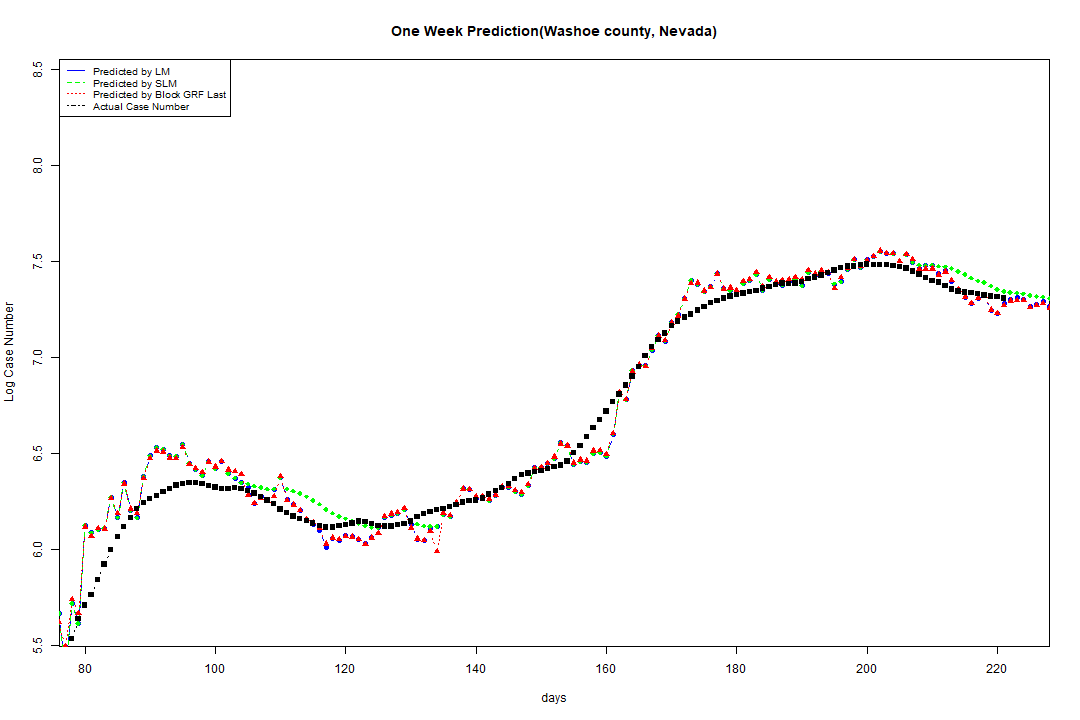 One Week Prediction(Washoe county, Nevada)
Predicted by LM
Predicted by SLM
Predicted by Block GRF Last
Actual Case Number
8.5
8.0
7.5
7.0
6.5
6.0
5.5
Log Case Number
80 100 120 140 160 180 200 220
days